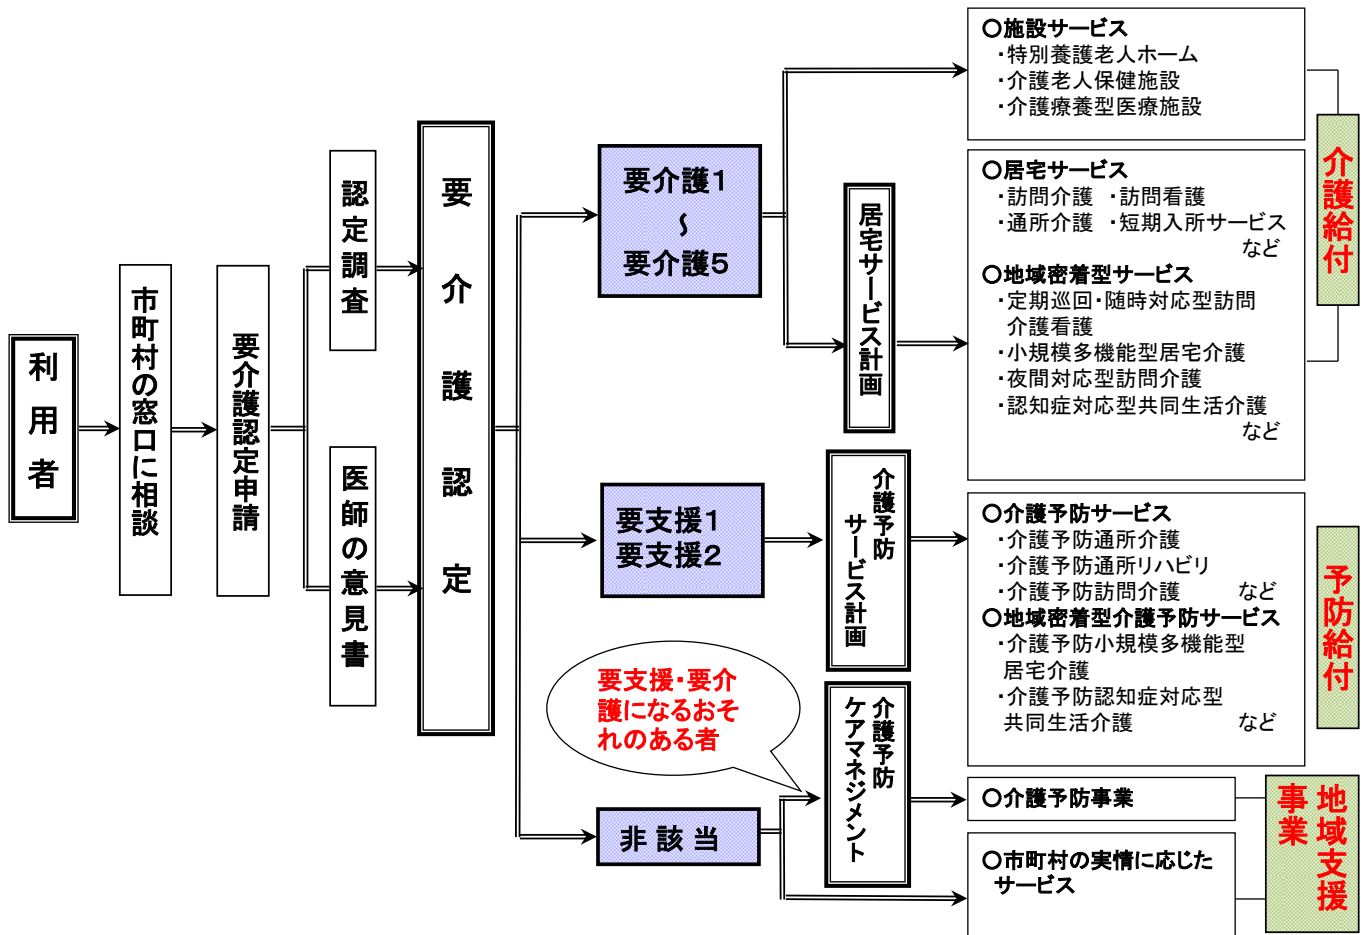 利用者
市町村の窓口に相談
要介護認定申請
認定調査
医師の意見書
要介護認定
要介護1
～
要介護5
要支援1
要支援2
非該当
要支援・要介
護になるおそ
れのある者
居宅サービス計画
介護予防
サービス計画
介護予防
ケアマネジメント
○施設サービス
・特別養護老人ホーム
・介護老人保健施設
・介護療養型医療施設
○居宅サービス
・訪問介護 ・訪問看護
・通所介護 ・短期入所サービス
など
○地域密着型サービス
・定期巡回・随時対応型訪問
介護看護
・小規模多機能型居宅介護
・夜間対応型訪問介護
・認知症対応型共同生活介護
など
○介護予防サービス
・介護予防通所介護
・介護予防通所リハビリ
・介護予防訪問介護 など
○地域密着型介護予防サービス
・介護予防小規模多機能型
居宅介護
・介護予防認知症対応型
共同生活介護 など
○介護予防事業
○市町村の実情に応じた
サービス
介護給付
予防給付
地域支援
事業